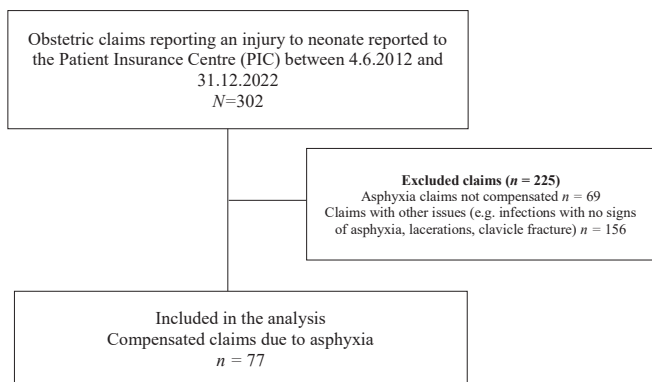 Obstetric claims reporting an injury to neonate reported to
the Patient Insurance Centre (PIC) between 4.6.2012 and
31.12.2022
N=302
Excluded claims (n = 225)
Asphyxia claims not compensated n = 69
Claims with other issues (e.g. infections with no signs
of asphyxia, lacerations, clavicle fracture) n = 156
Included in the analysis
Compensated claims due to asphyxia
n = 77